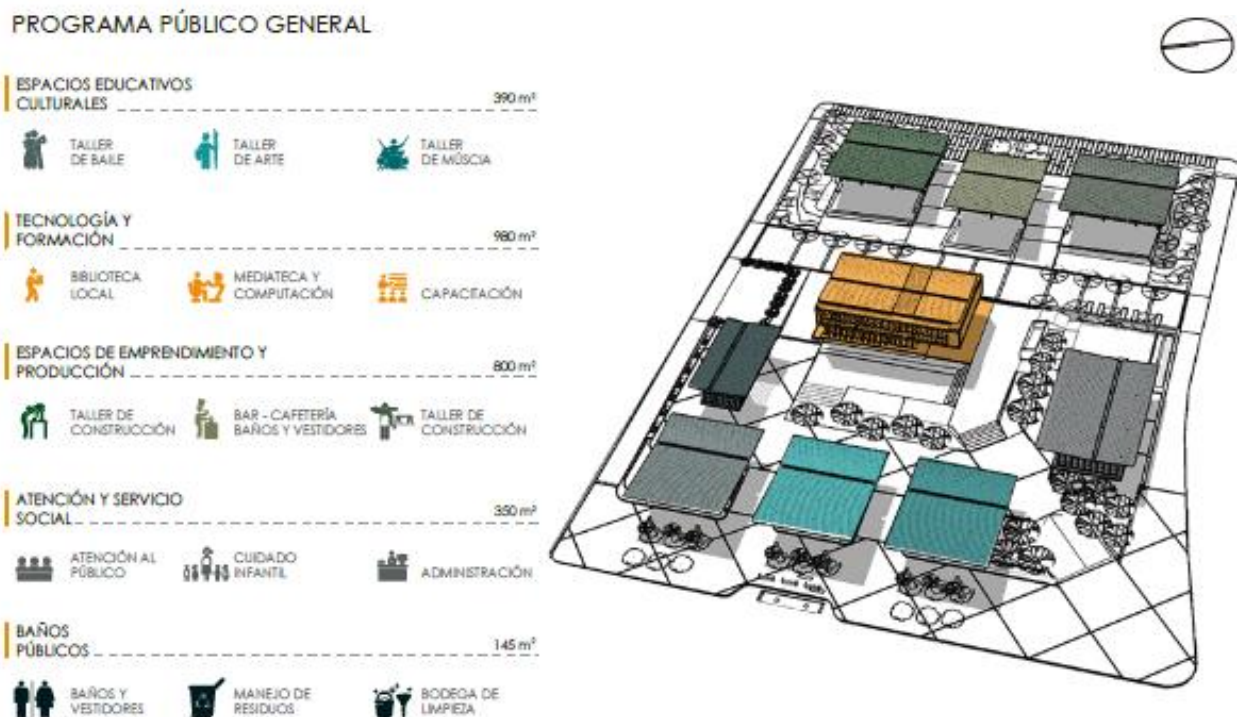 PROGRAMA PÚBLICO GENERAL
ESPACIOS EDUCATIVOS
CULTURALES 390 m²
TALLER
DE BAILE
TALLER
DE ARTE
TALLER
DE MÚSCIA
TECNOLOGÍA Y
FORMACIÓN 980 m²
BIBLIOTECA
LOCAL
MEDIATECA Y
COMPUTACIÓN
CAPACITACIÓN
ESPACIOS DE EMPRENDIMIENTO Y
PRODUCCIÓN 800 m²
TALLER DE
CONSTRUCCIÓN
BAR - CAFETERÍA
BAÑOS Y VESTIDORES
TALLER DE
CONSTRUCCIÓN
ATENCIÓN Y SERVICIO
SOCIAL 350 m²
ATENCIÓN AL
PÚBLICO
CUIDADO
INFANTIL
ADMINISTRACIÓN
BAÑOS
PÚBLICOS 145 m²
BAÑOS Y
VESTIDORES
MANEJO DE
RESIDUOS
BODEGA DE
LIMPIEZA